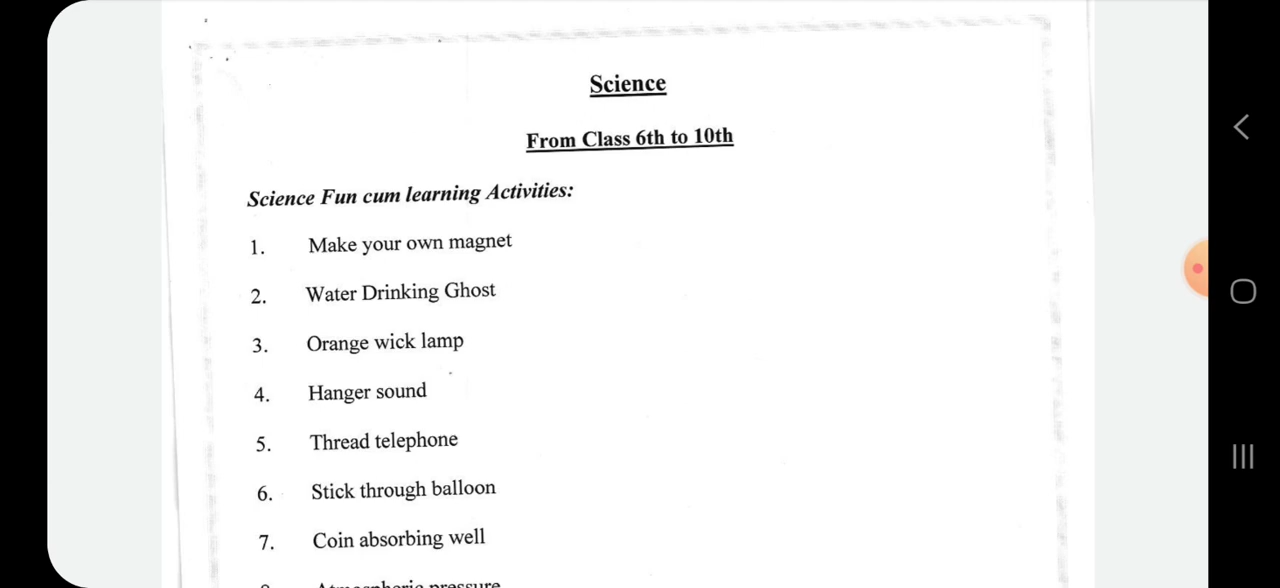 Science
From Class 6th to 10th
Science Fun cum learning Activities:
1. Make your own magnet
2. Water Drinking Ghost
3. Orange wick lamp
4. Hanger sound
5. Thread telephone
6. Stick through balloon
7. Coin absorbing well
pressure